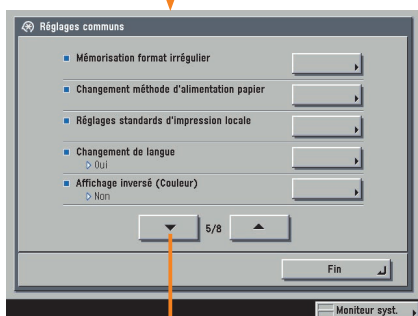 Réglages communs
Mémorisation format irrégulier
Changement méthode d'alimentation papier
Réglages standards d'impression locale
Changement de langue
Oui
Affichage inversé (Couleur)
Non
5/8
Fin
Moniteur syst.